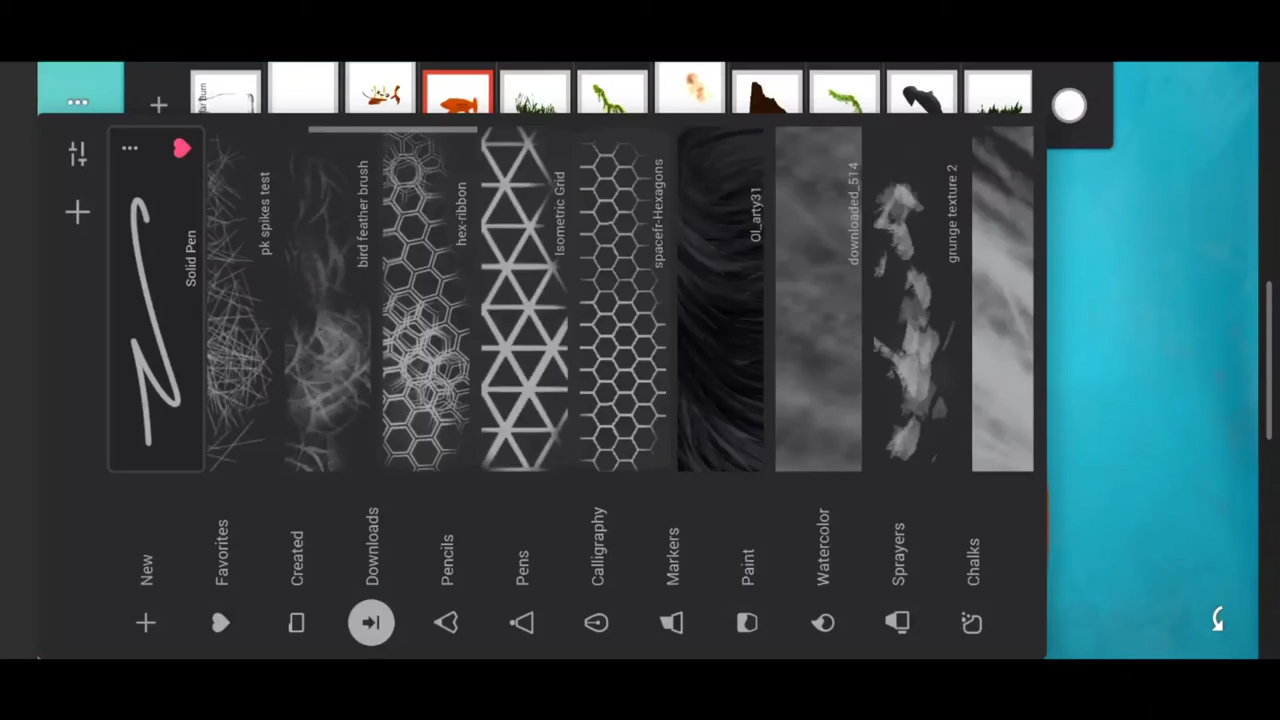 New
Favorites
Created
Downloads
Pencils
Pens
Calligraphy
Markers
Paint
Watercolor
Sprayers
Chalks
Solid Pen
pk spikes test
bird feather brush
hex-ribbon
Isometric Grid
spacefr-Hexagons
Ol_arty31
downloaded_514
grunge texture 2